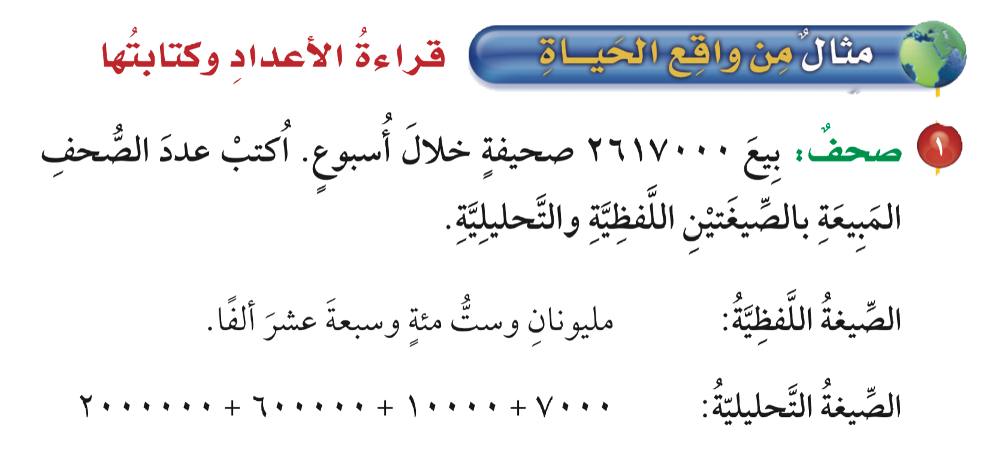 مثالٌ مِن واقِع الحَيـاةِ قراءةُ الأعدادِ وكتابتُها
١ صحفٌ: بِيعَ ٢٦١٧٠٠٠ صحيفةٍ خلالَ أُسبوعٍ. اُكتبْ عددَ الصُّحفِ
المَبِيعَةِ بالصِّيغَتيْنِ اللَّفظِيَّةِ والتَّحليلِيَّةِ.
الصِّيغةُ اللَّفظِيَّةُ: مليونانِ وستُّ مئةٍ وسبعةَ عشرَ ألفًا.
الصِّيغةُ التَّحليليّةُ: ٧٠٠٠ + ١٠٠٠٠ + ٦٠٠٠٠٠ + ٢٠٠٠٠٠٠